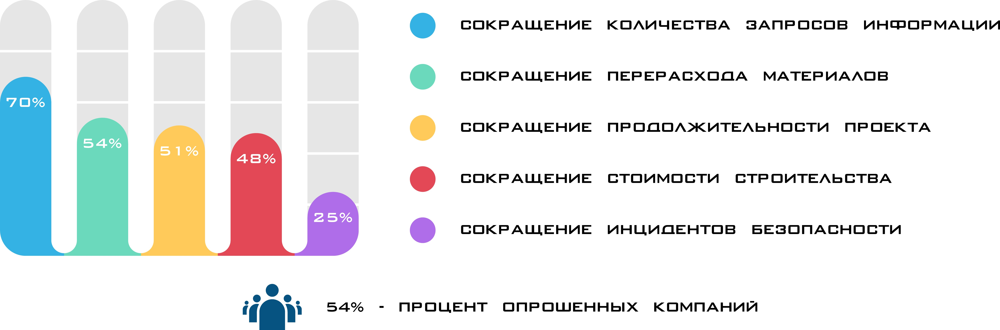 70%
54%
51%
48%
25%
СОКРАЩЕНИЕ КОЛИЧЕСТВА ЗАПРОСОВ ИНФОРМАЦИИ
СОКРАЩЕНИЕ ПЕРЕРАСХОДА МАТЕРИАЛОВ
СОКРАЩЕНИЕ ПРОДОЛЖИТЕЛЬНОСТИ ПРОЕКТА
СОКРАЩЕНИЕ СТОИМОСТИ СТРОИТЕЛЬСТВА
СОКРАЩЕНИЕ ИНЦИДЕНТОВ БЕЗОПАСНОСТИ
54% - ПРОЦЕНТ ОПРОШЕННЫХ КОМПАНИЙ